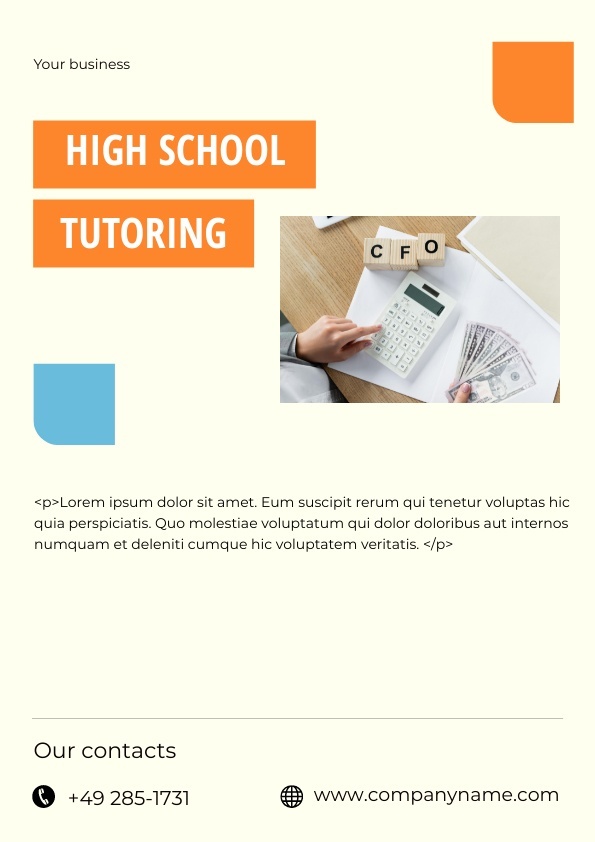 Your business
HIGH SCHOOL
TUTORING
C F O
<p>Lorem ipsum dolor sit amet. Eum suscipit rerum qui tenetur voluptas hic
quia perspiciatis. Quo molestiae voluptatum qui dolor doloribus aut internos
numquam et deleniti cumque hic voluptatem veritatis. </p>
Our contacts
+49 285-1731
www.companyname.com